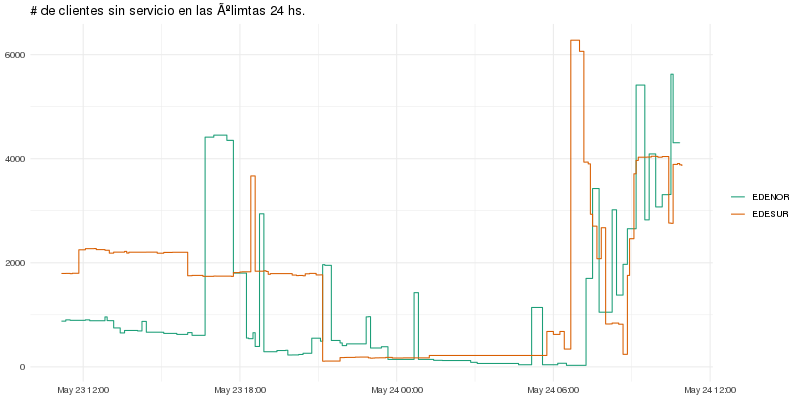 # de clientes sin servicio en las Ãºlimtas 24 hs.
6000
4000
2000
0
May 23 12:00
May 23 18:00
May 24 00:00
May 24 06:00
May 24 12:00
EDENOR
EDESUR